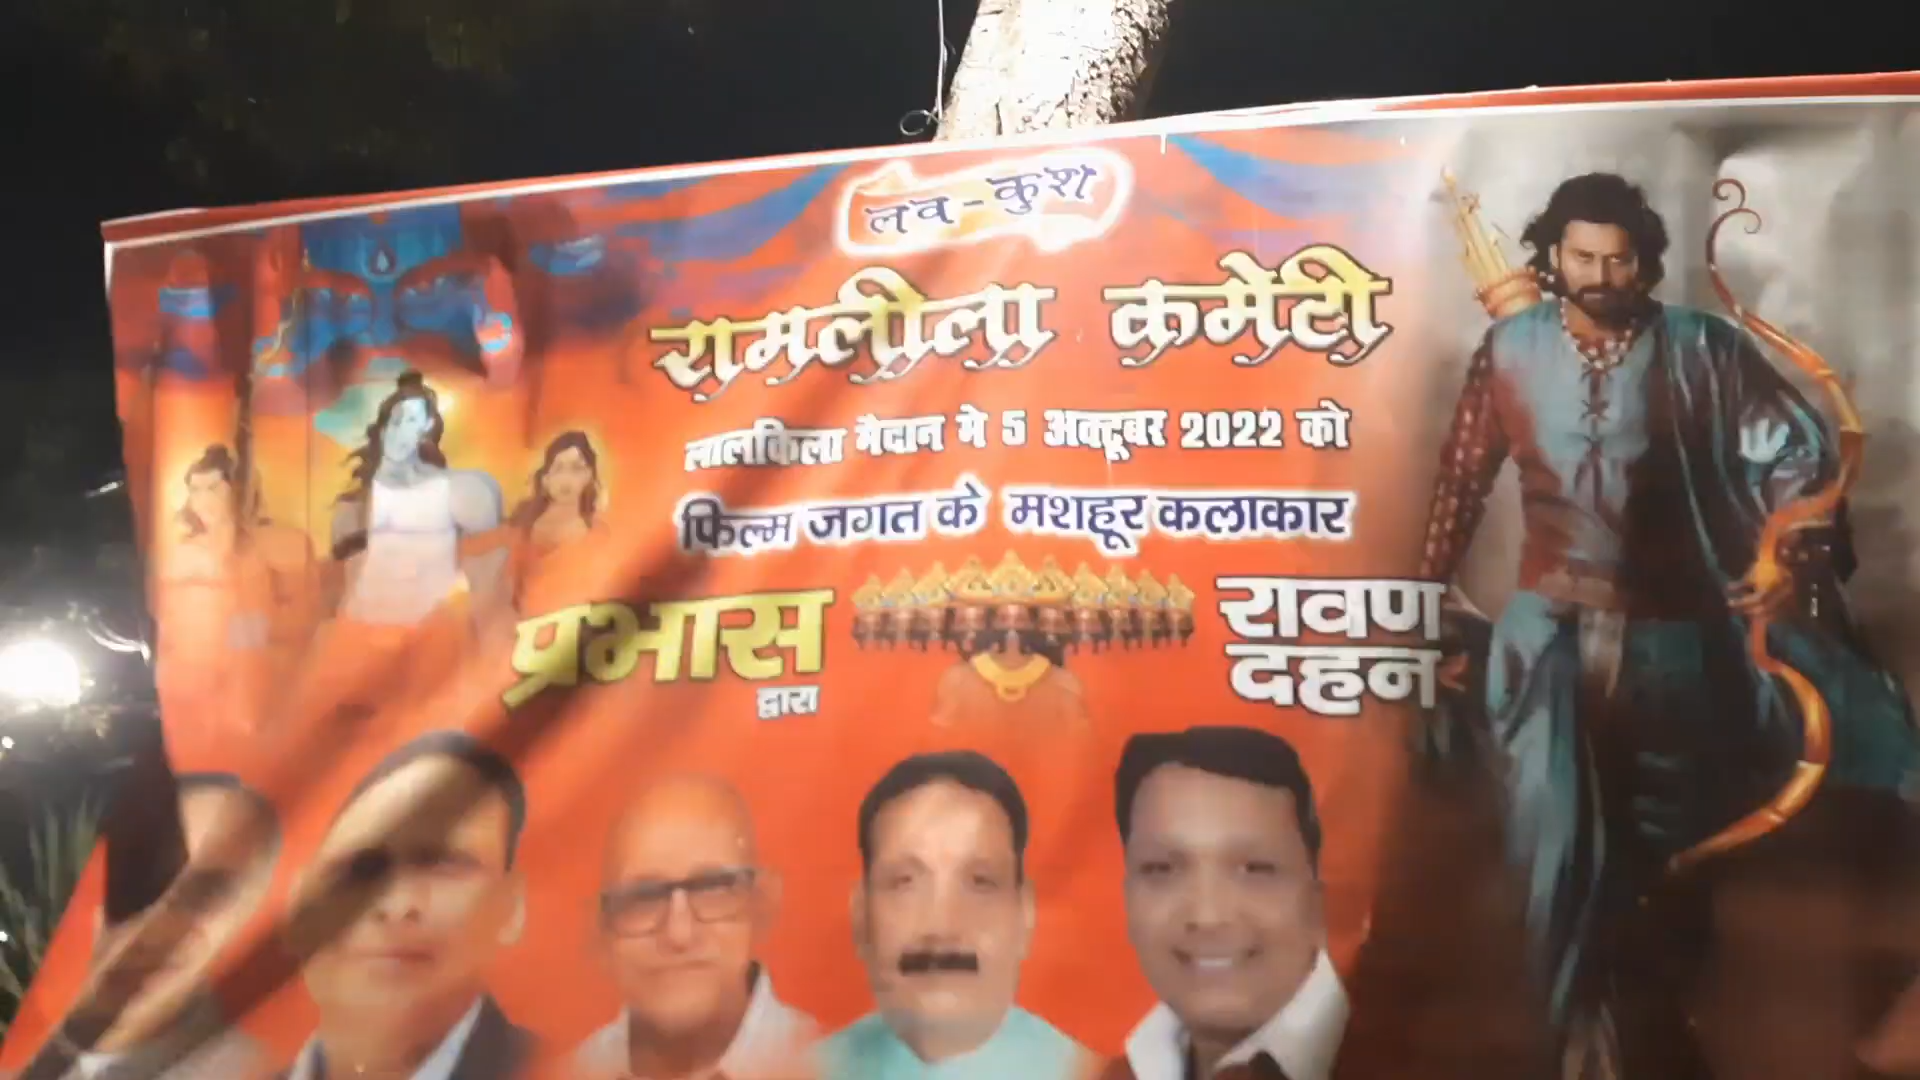 लव-कुश
रामलीला कमेटी
लालकिला मैदान मे 5 अक्टूबर 2022 को
फिल्म जगत के मशहूर कलाकार
प्रभास
द्वारा
रावण
दहन